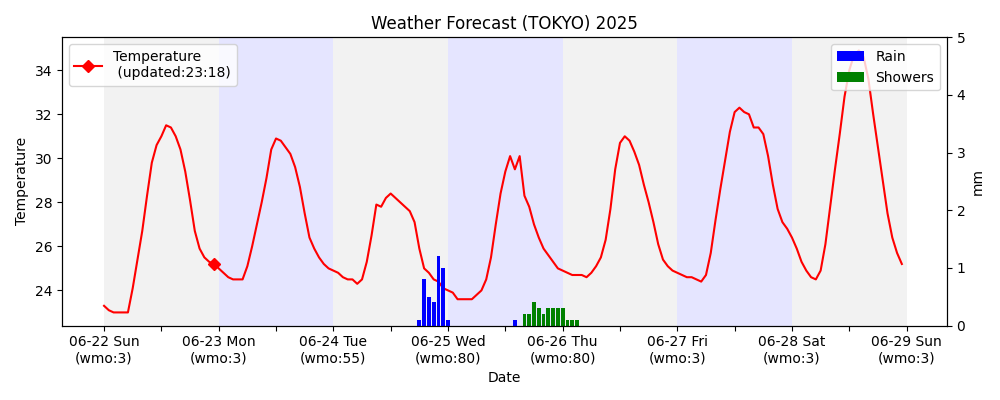 Weather Forecast (TOKYO) 2025
Temperature
(updated:23:18)
Rain
Showers
Temperature
34
32
30
28
26
24
5
4
3
2
1
0
mm
06-22 Sun
(wmo:3)
06-23 Mon
(wmo:3)
06-24 Tue
(wmo:55)
06-25 Wed
(wmo:80)
06-26 Thu
(wmo:80)
06-27 Fri
(wmo:3)
06-28 Sat
(wmo:3)
06-29 Sun
(wmo:3)
Date